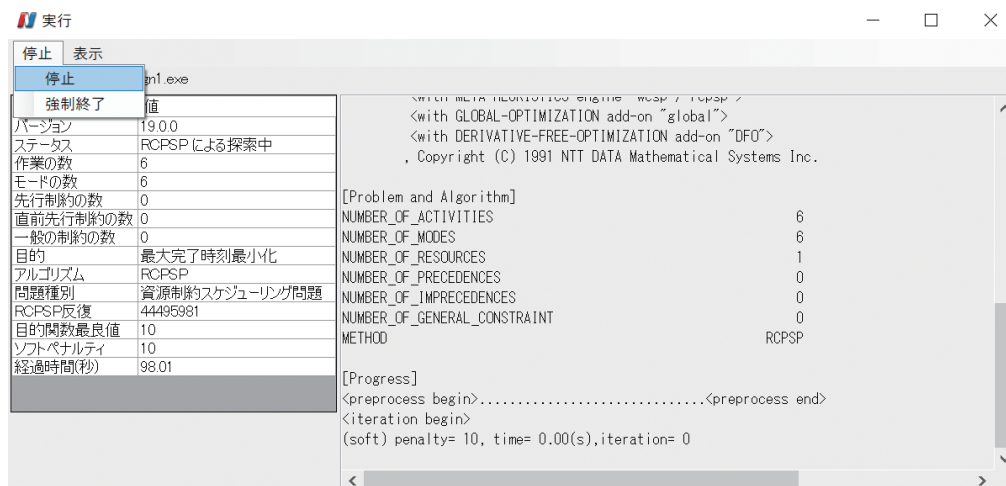 実行
停止 表示
停止
gn1.exe
強制終了
値
バージョン 19.0.0
ステータス RCPSP による探索中
作業の数 6
モードの数 6
先行制約の数 0
直前先行制約の数 0
一般の制約の数 0
目的 最大完了時刻最小化
アルゴリズム RCPSP
問題種別 資源制約スケジューリング問題
RCPSP反復 44495981
目的関数最良値 10
ソフトペナルティ 10
経過時間(秒) 98.01
<with META HEURISTICS engine "wcsp / rcpsp">
<with GLOBAL-OPTIMIZATION add-on "global">
<with DERIVATIVE-FREE-OPTIMIZATION add-on "DFO">
, Copyright (C) 1991 NTT DATA Mathematical Systems Inc.
[Problem and Algorithm]
NUMBER_OF_ACTIVITIES 6
NUMBER_OF_MODES 6
NUMBER_OF_RESOURCES 1
NUMBER_OF_PRECEDENCES 0
NUMBER_OF_IMPRECEDENCES 0
NUMBER_OF_GENERAL_CONSTRAINT 0
METHOD RCPSP
[Progress]
<preprocess begin>..............................<preprocess end>
<iteration begin>
(soft) penalty= 10, time= 0.00(s),iteration= 0